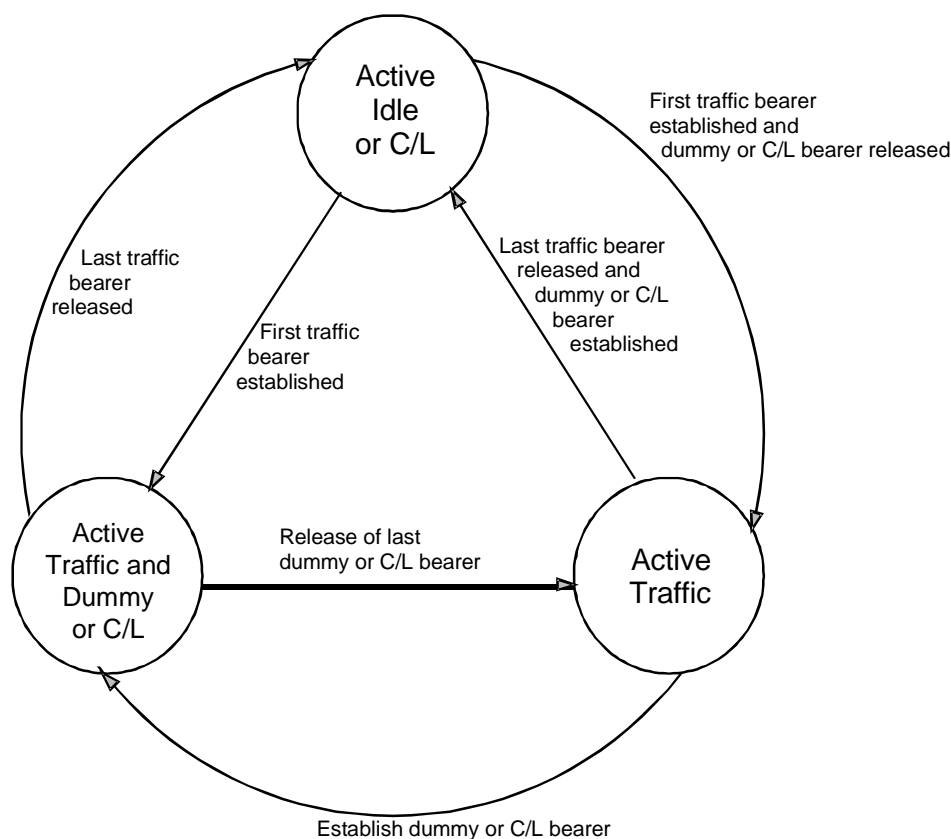 Active
Idle
or C/L
First traffic bearer
established and
dummy or C/L bearer released
Last traffic
bearer
released
Last traffic bearer
released and
dummy or C/L
bearer
established
First traffic
bearer
established
Active
Traffic and
Dummy
or C/L
Release of last
dummy or C/L bearer
Active
Traffic
Establish dummy or C/L bearer